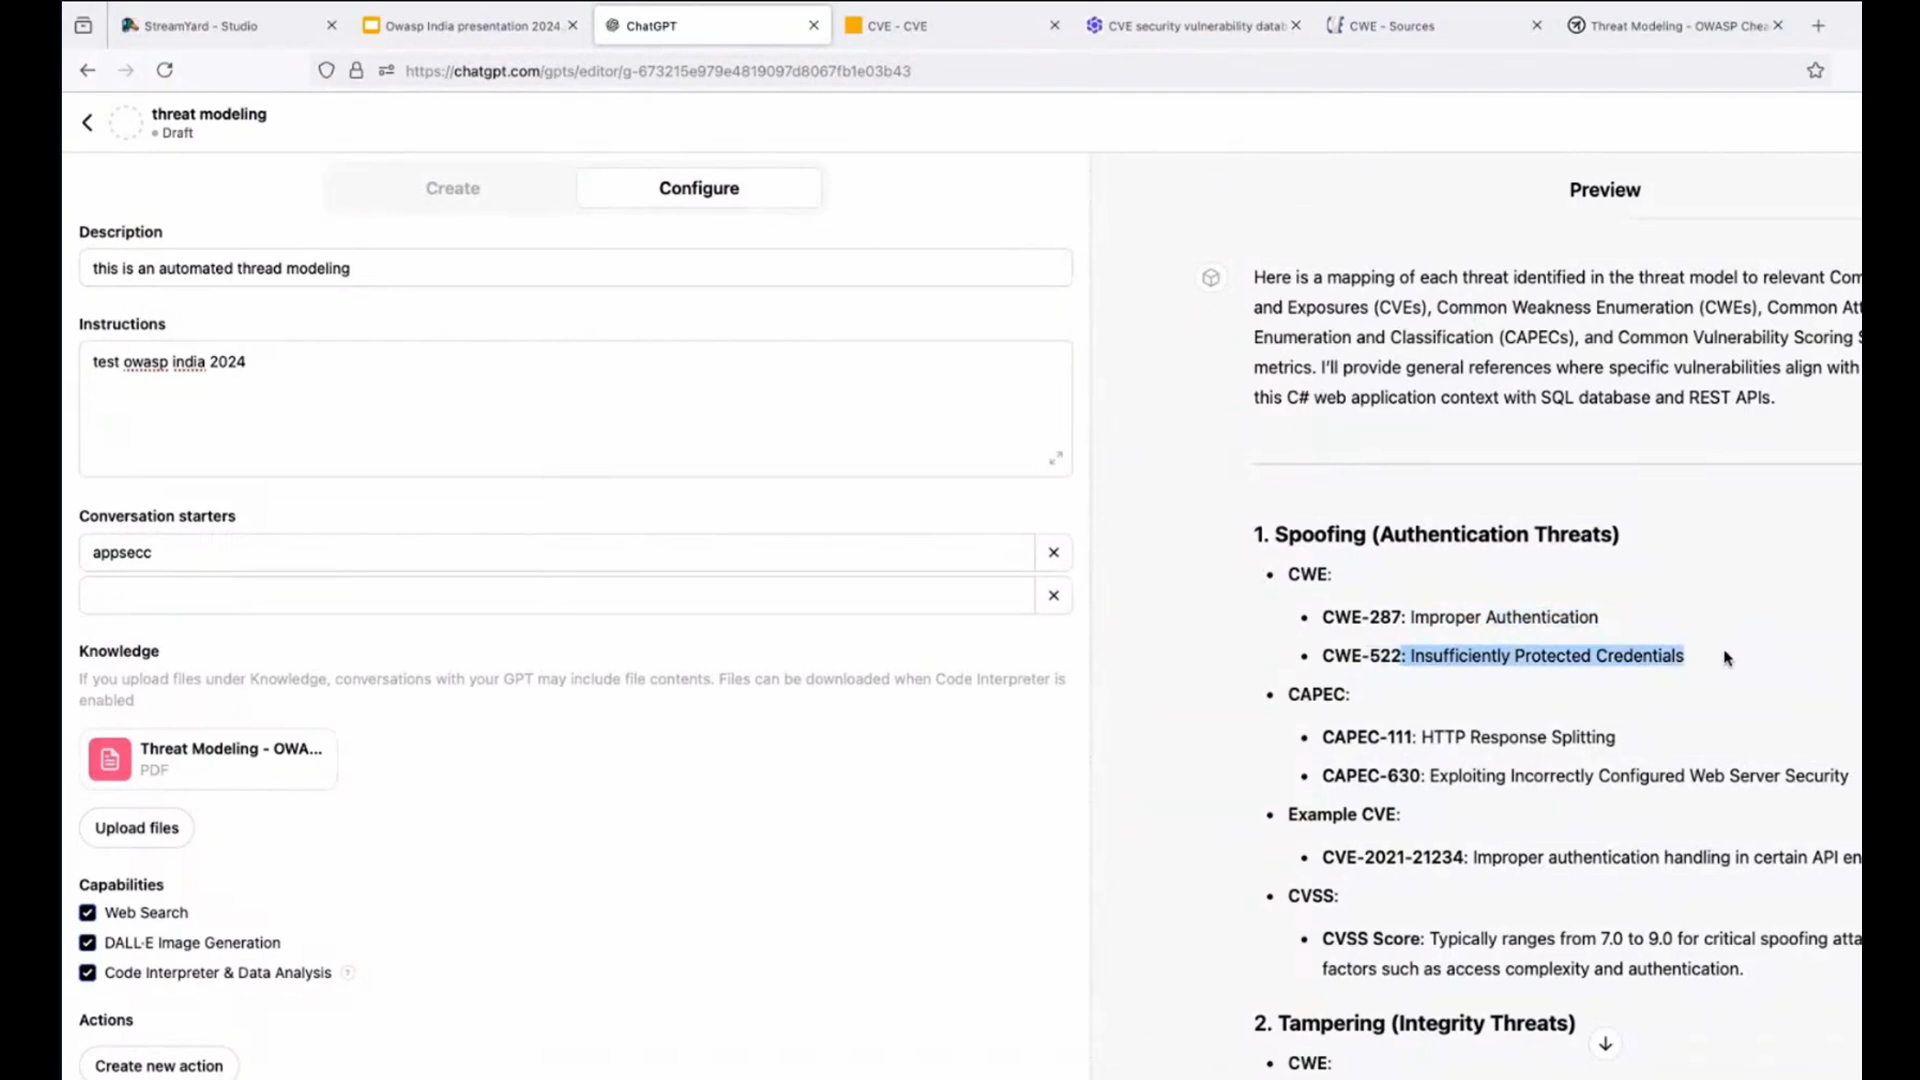 StreamYard - Studio
Owasp India presentation 2024
ChatGPT
CVE - CVE
CVE security vulnerability datab
CWE - Sources
Threat Modeling - OWASP Chea
https://chatgpt.com/gpts/editor/g-673215e979e4819097d8067fb1e03b43
threat modeling
Draft
Create
Configure
Description
this is an automated thread modeling
Instructions
test owasp india 2024
Conversation starters
appsecc
Knowledge
If you upload files under Knowledge, conversations with your GPT may include file contents. Files can be downloaded when Code Interpreter is
enabled
Threat Modeling - OWA...
PDF
Upload files
Capabilities
Web Search
DALL·E Image Generation
Code Interpreter & Data Analysis ?
Actions
Create new action
Preview
Here is a mapping of each threat identified in the threat model to relevant Com
and Exposures (CVEs), Common Weakness Enumeration (CWEs), Common Att
Enumeration and Classification (CAPECs), and Common Vulnerability Scoring S
metrics. I'll provide general references where specific vulnerabilities align with
this C# web application context with SQL database and REST APIs.
1. Spoofing (Authentication Threats)
• CWE:
• CWE-287: Improper Authentication
• CWE-522: Insufficiently Protected Credentials
• CAPEC:
• CAPEC-111: HTTP Response Splitting
• CAPEC-630: Exploiting Incorrectly Configured Web Server Security
• Example CVE:
• CVE-2021-21234: Improper authentication handling in certain API en
• CVSS:
• CVSS Score: Typically ranges from 7.0 to 9.0 for critical spoofing atta
factors such as access complexity and authentication.
2. Tampering (Integrity Threats)
• CWE: